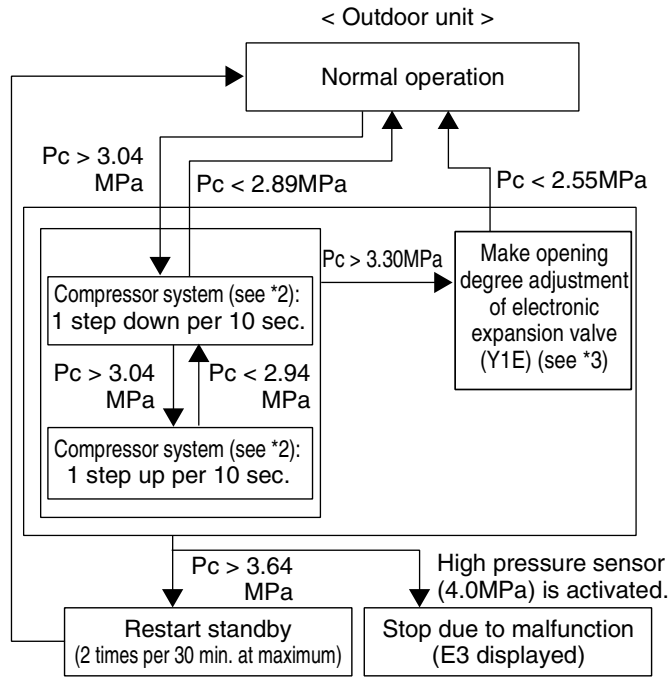 < Outdoor unit >
Normal operation
Pc > 3.04
MPa
Pc < 2.89MPa
Pc < 2.55MPa
Compressor system (see *2):
1 step down per 10 sec.
Pc > 3.30MPa
Make opening
degree adjustment
of electronic
expansion valve
(Y1E) (see *3)
Pc > 3.04
MPa
Pc < 2.94
MPa
Compressor system (see *2):
1 step up per 10 sec.
Pc > 3.64
MPa
High pressure sensor
(4.0MPa) is activated.
Restart standby
(2 times per 30 min. at maximum)
Stop due to malfunction
(E3 displayed)